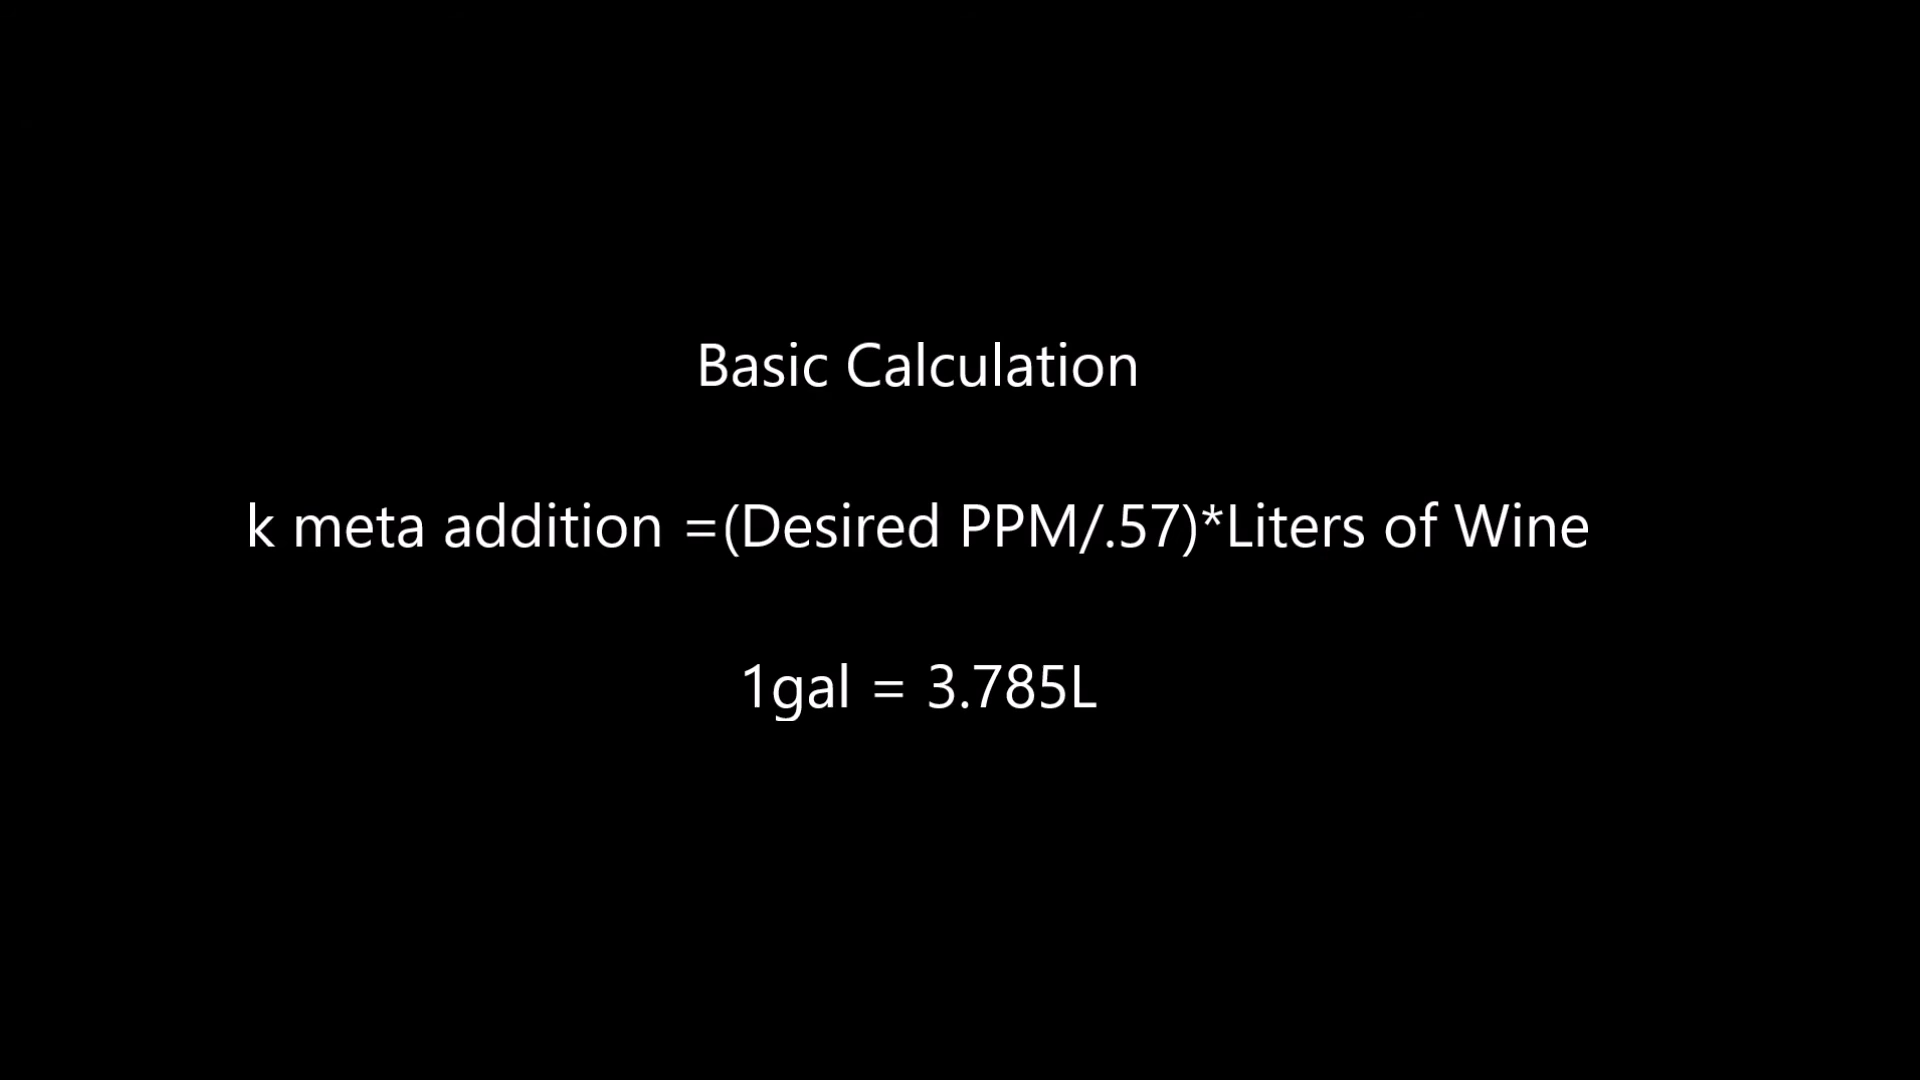 Basic Calculation
k meta addition =(Desired PPM/.57)*Liters of Wine
1gal = 3.785L